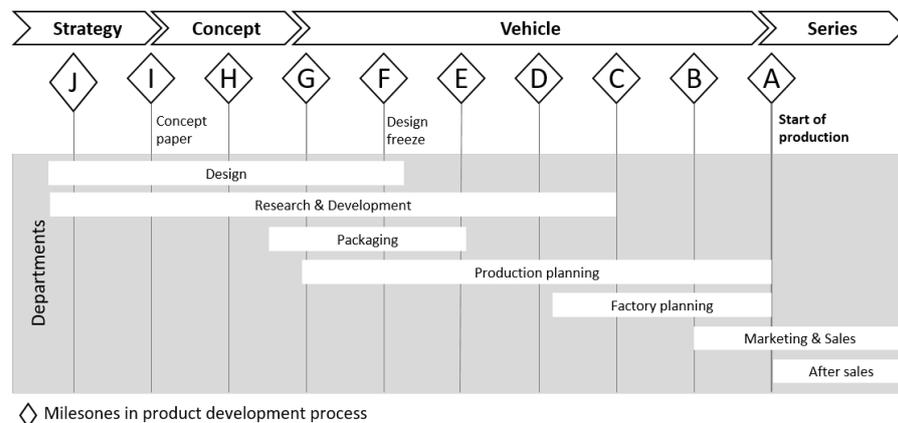 Strategy
Concept
Vehicle
Series
J
I
H
G
F
E
D
C
B
A
Concept
paper
Design
freeze
Start of
production
Departments
Design
Research & Development
Packaging
Production planning
Factory planning
Marketing & Sales
After sales
Milesones in product development process